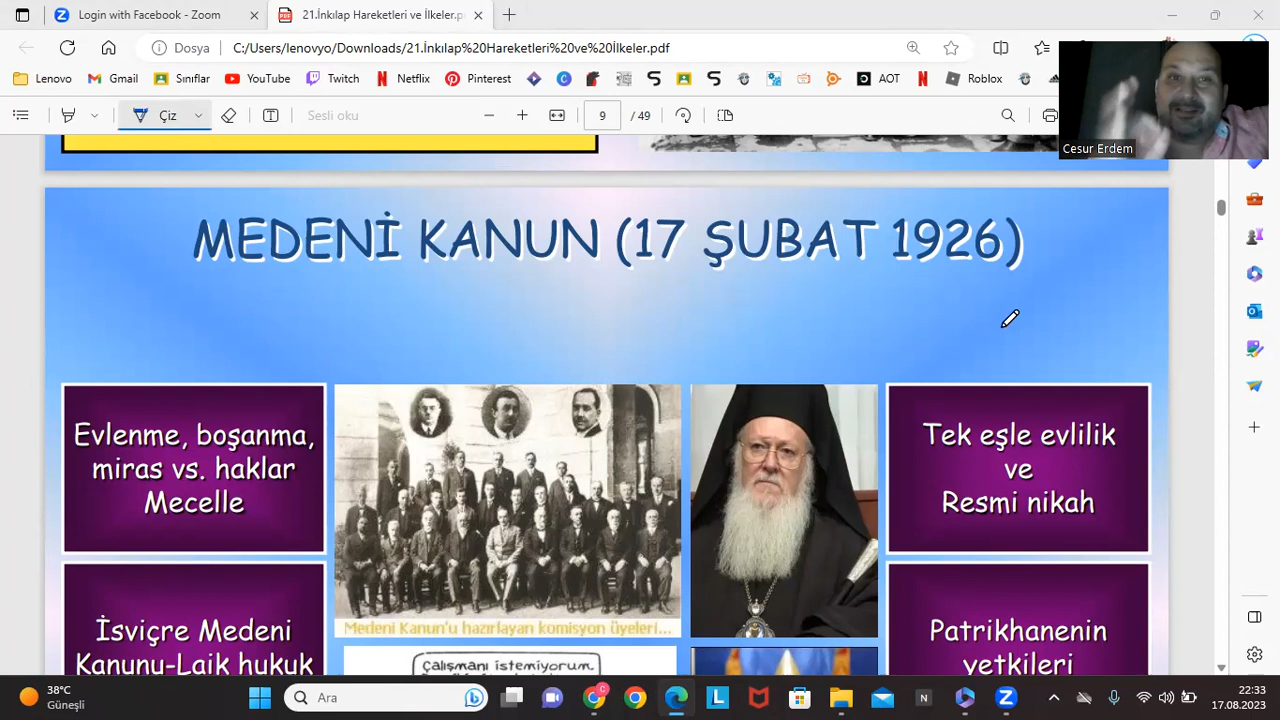 Login with Facebook - Zoom
21.İnkılap Hareketleri ve İlkeler.p
Dosya
C:/Users/lenovyo/Downloads/21.İnkılap%20Hareketleri%20ve%20İlkeler.pdf
Lenovo
Gmail
Sınıflar
YouTube
Twitch
Netflix
Pinterest
AOT
Roblox
Çiz
Sesli oku
9 / 49
Cesur Erdem
MEDENİ KANUN (17 ŞUBAT 1926)
Evlenme, boşanma,
miras vs. haklar
Mecelle
Tek eşle evlilik
ve
Resmi nikah
Medeni Kanun'u hazırlayan komisyon üyeleri...
İsviçre Medeni
Kanunu-Laik hukuk
Çalışmanı istemiyorum
Patrikhanenin
yetkileri
38°C
Güneşli
Ara
22:33
17.08.2023